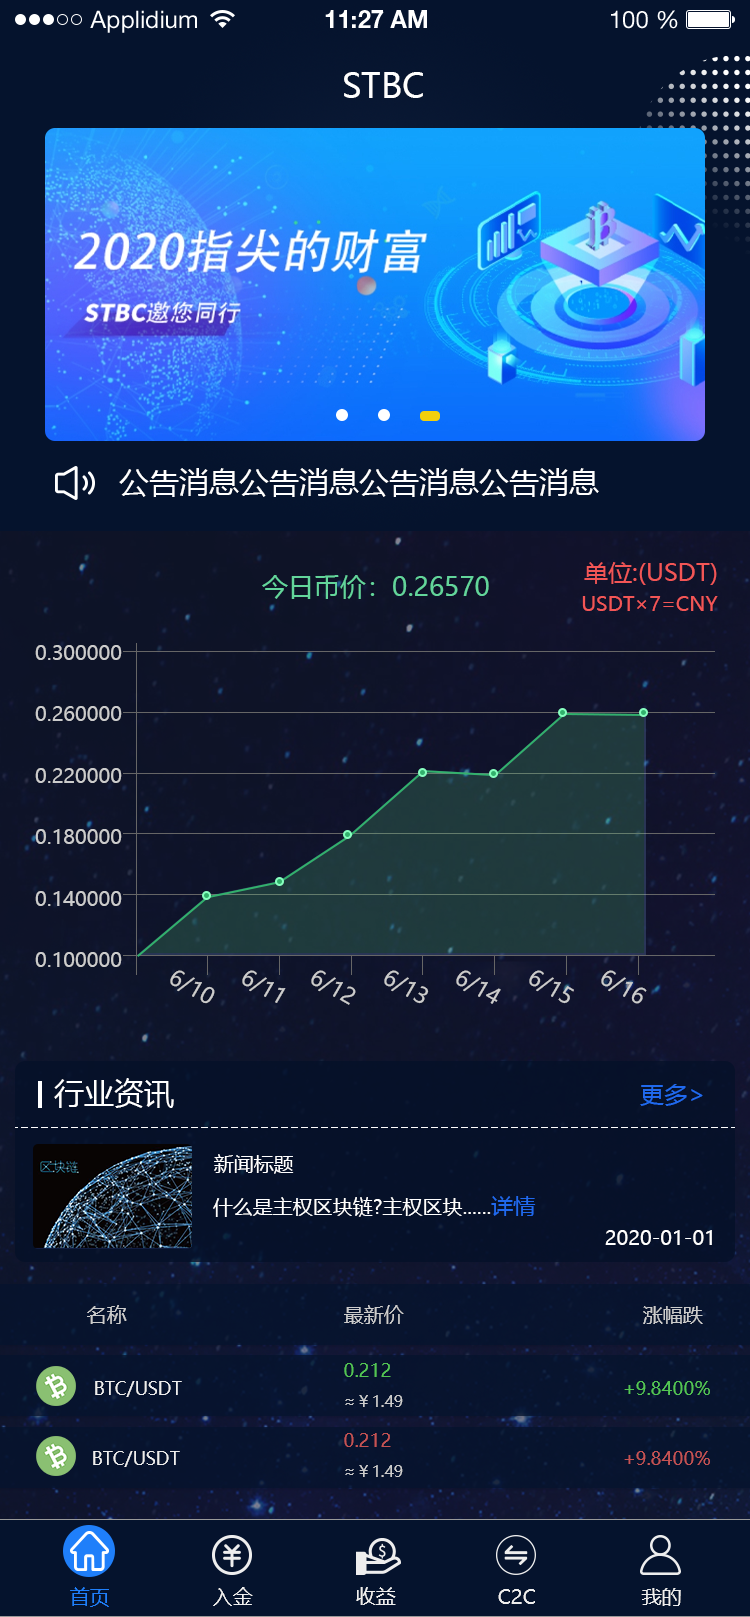 Applidium 11:27 AM 100 %
STBC
2020指尖的财富
STBC邀您同行
公告消息公告消息公告消息公告消息
今日币价：0.26570
单位:(USDT)
USDT×7=CNY
0.300000
0.260000
0.220000
0.180000
0.140000
0.100000
6/10 6/11 6/12 6/13 6/14 6/15 6/16
行业资讯 更多>
区块链
新闻标题
什么是主权区块链?主权区块......详情
2020-01-01
名称 最新价 涨幅跌
BTC/USDT 0.212 +9.8400%
≈￥1.49
BTC/USDT 0.212 +9.8400%
≈￥1.49
首页 入金 收益 C2C 我的